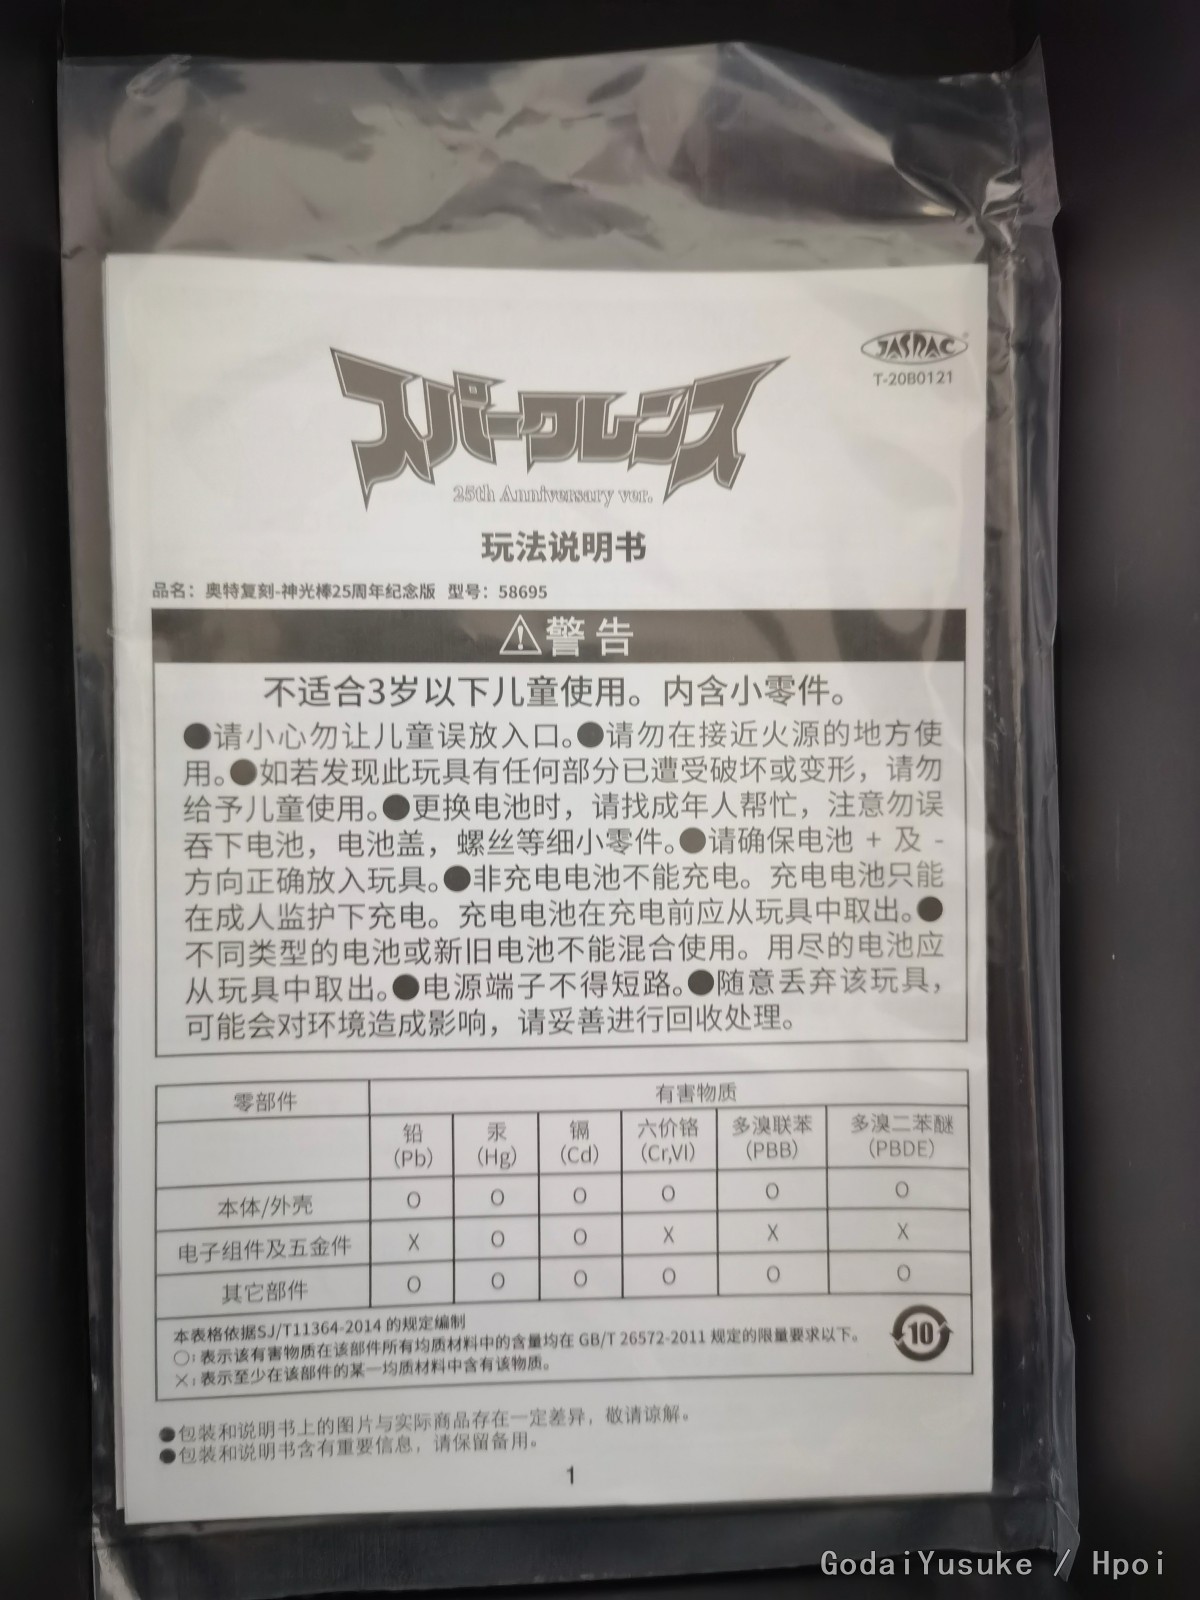 JASRAC
T-20B0121
スパークレンス
25th Anniversary ver.
玩法说明书
品名：奥特复刻-神光棒25周年纪念版 型号：58695
⚠警告
不适合3岁以下儿童使用。内含小零件。
●请小心勿让儿童误放入口。●请勿在接近火源的地方使
用。●如若发现此玩具有任何部分已遭受破坏或变形，请勿
给予儿童使用。●更换电池时，请找成年人帮忙，注意勿误
吞下电池，电池盖，螺丝等细小零件。●请确保电池 + 及 -
方向正确放入玩具。●非充电电池不能充电。充电电池只能
在成人监护下充电。充电电池在充电前应从玩具中取出。●
不同类型的电池或新旧电池不能混合使用。用尽的电池应
从玩具中取出。●电源端子不得短路。●随意丢弃该玩具，
可能会对环境造成影响，请妥善进行回收处理。
零部件 有害物质
铅 汞 镉 六价铬 多溴联苯 多溴二苯醚
（Pb） （Hg） （Cd） （Cr,VI） （PBB） （PBDE）
本体/外壳 O O O O O O
电子组件及五金件 X O O X X X
其它部件 O O O O O O
本表格依据SJ/T11364-2014 的规定编制
○：表示该有害物质在该部件所有均质材料中的含量均在 GB/T 26572-2011 规定的限量要求以下。
×：表示至少在该部件的某一均质材料中含有该物质。
10
●包装和说明书上的图片与实际商品存在一定差异，敬请谅解。
●包装和说明书含有重要信息，请保留备用。
1
GodaiYusuke / Hpoi